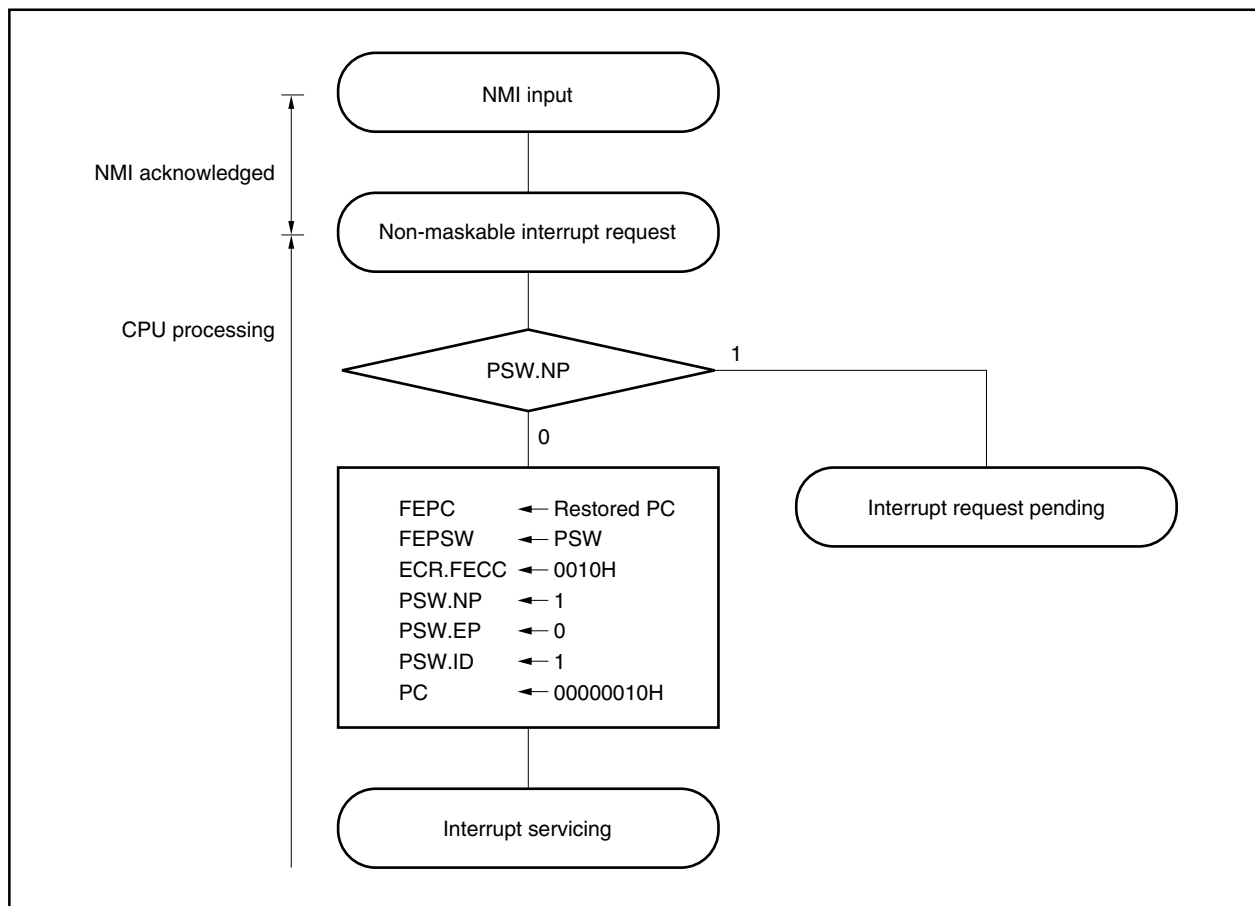 NMI input
NMI acknowledged
Non-maskable interrupt request
CPU processing
PSW.NP
1
0
FEPC ← Restored PC
FEPSW ← PSW
ECR.FECC ← 0010H
PSW.NP ← 1
PSW.EP ← 0
PSW.ID ← 1
PC ← 00000010H
Interrupt request pending
Interrupt servicing